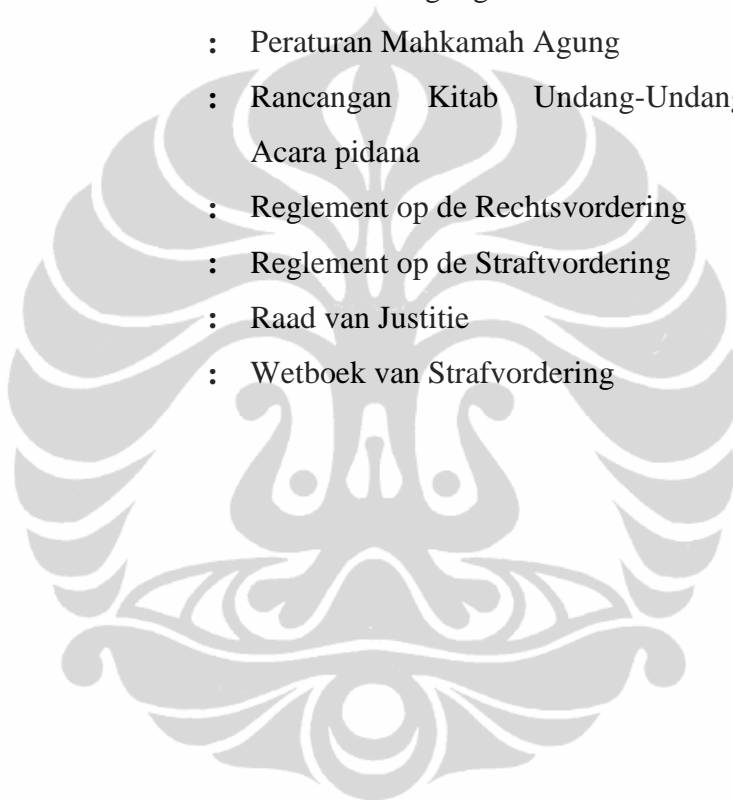 : Peraturan Mahkamah Agung
: Rancangan Kitab Undang-Undang
Acara pidana
: Reglement op de Rechtsvordering
: Reglement op de Straftvordering
: Raad van Justitie
: Wetboek van Strafvordering